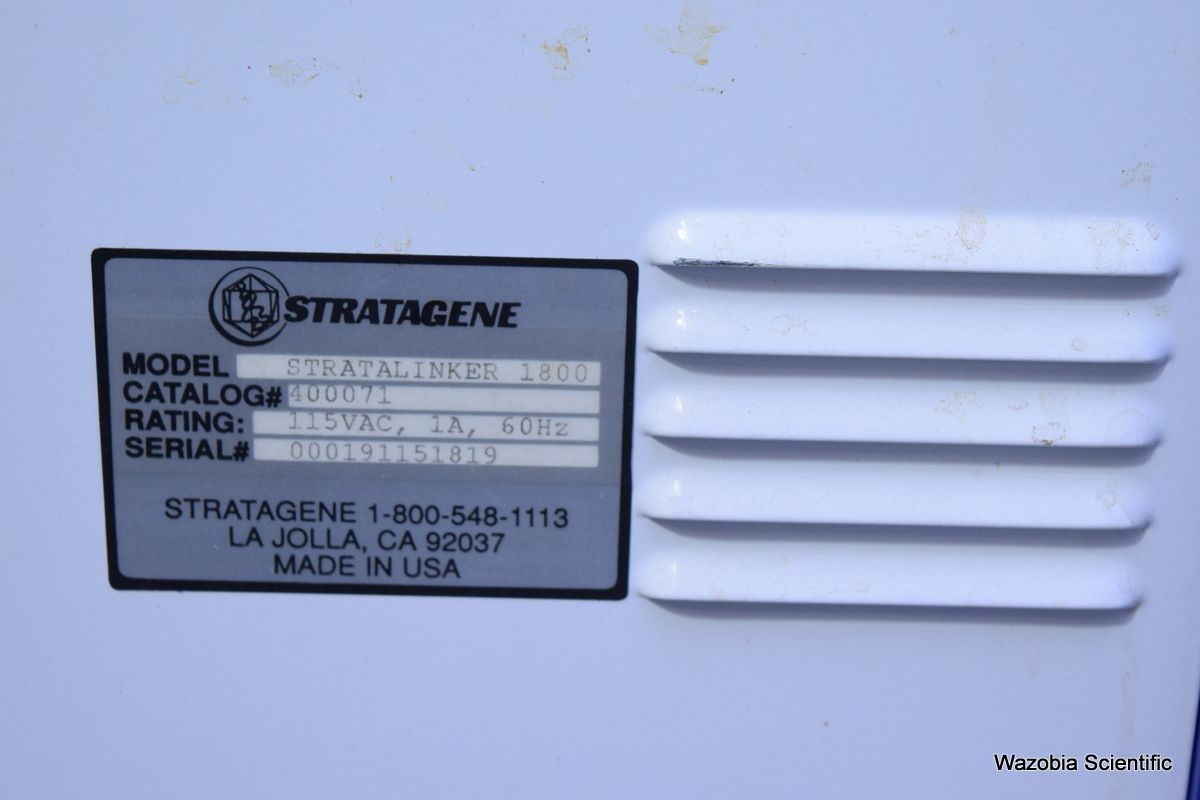 STRATAGENE
MODEL STRATALINKER 1800
CATALOG# 400071
RATING: 115VAC, 1A, 60Hz
SERIAL# 000191151819
STRATAGENE 1-800-548-1113
LA JOLLA, CA 92037
MADE IN USA
Wazobia Scientific